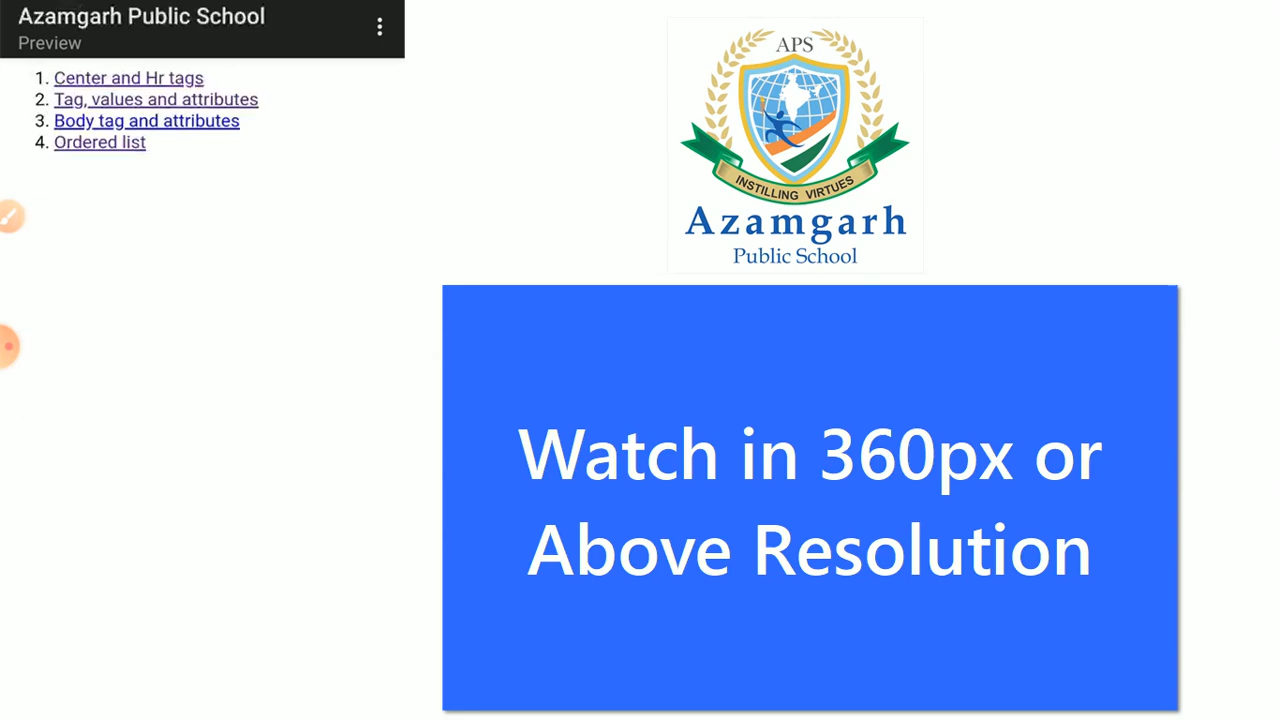 Azamgarh Public School
Preview
1. Center and Hr tags
2. Tag, values and attributes
3. Body tag and attributes
4. Ordered list
APS
INSTILLING VIRTUES
Azamgarh
Public School
Watch in 360px or
Above Resolution